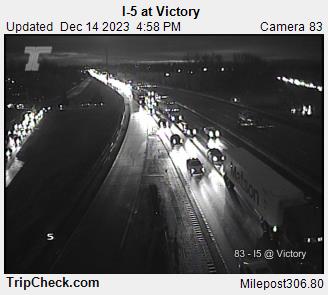 I-5 at Victory
Updated Dec 14 2023 4:58 PM Camera 83
T
S
83 - I5 @ Victory
TripCheck.com Milepost306.80